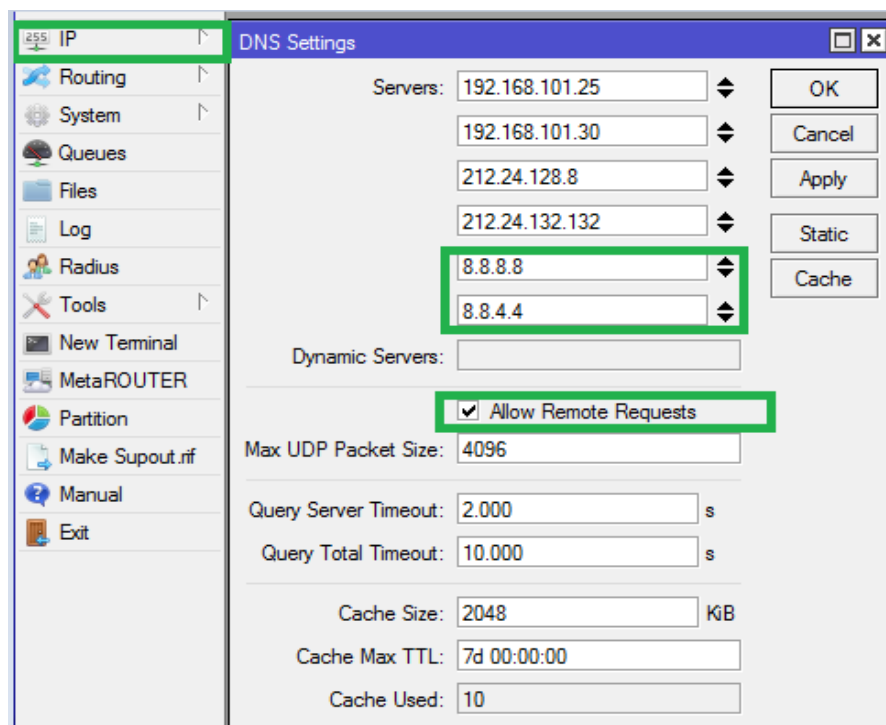 255 IP
Routing
System
Queues
Files
Log
Radius
Tools
New Terminal
MetaROUTER
Partition
Make Supout.rif
Manual
Exit
DNS Settings
Servers: 192.168.101.25
192.168.101.30
212.24.128.8
212.24.132.132
8.8.8.8
8.8.4.4
Dynamic Servers:
Allow Remote Requests
Max UDP Packet Size: 4096
Query Server Timeout: 2.000 s
Query Total Timeout: 10.000 s
Cache Size: 2048 KiB
Cache Max TTL: 7d 00:00:00
Cache Used: 10
OK
Cancel
Apply
Static
Cache